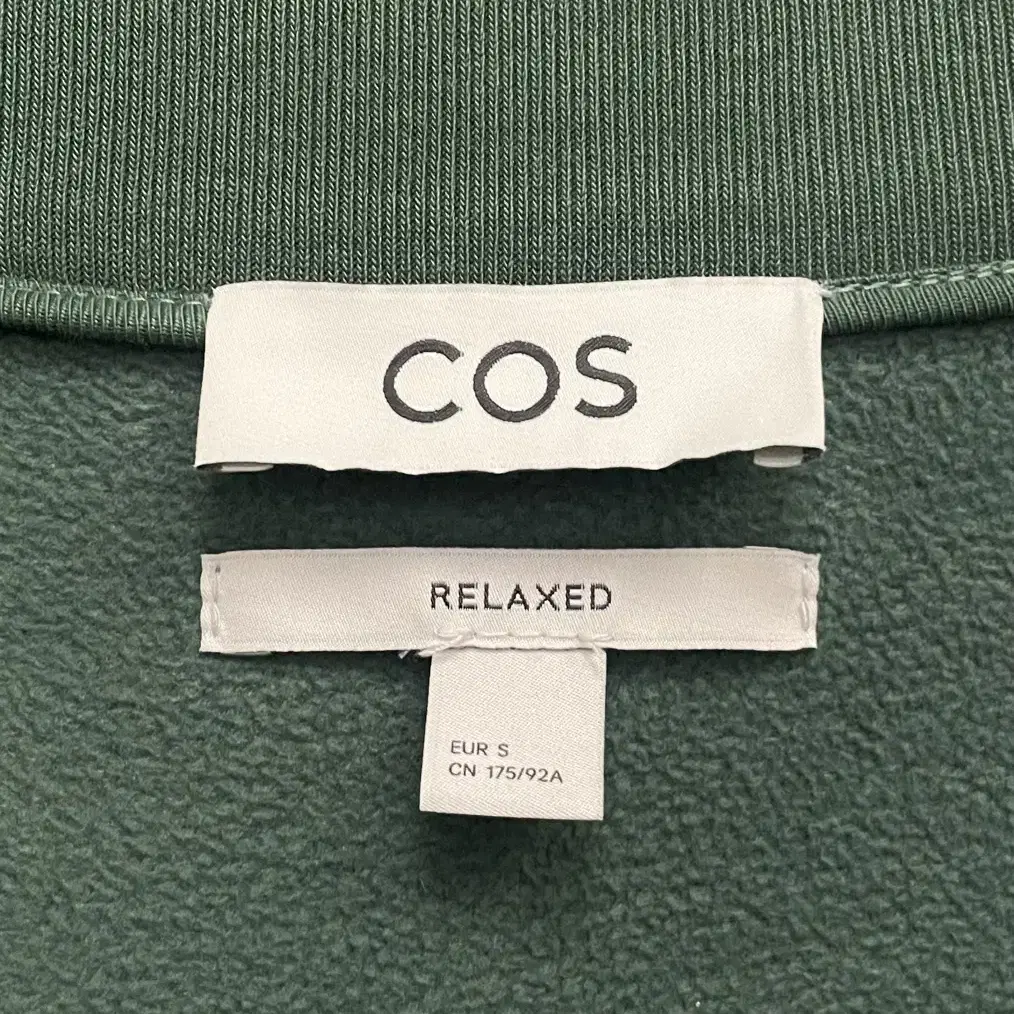 COS
RELAXED
EUR S
CN 175/92A